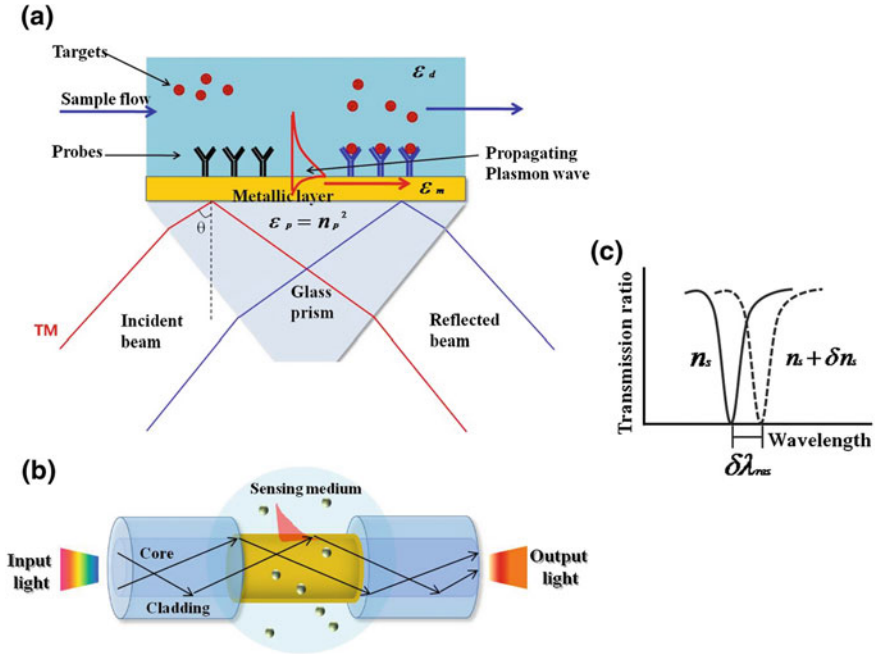 (a)
Targets
Sample flow
Probes
ε d
Propagating
Plasmon wave
ε m
Metallic layer
ε p = n p ²
θ
Glass
prism
TM
Incident
beam
Reflected
beam
(c)
Transmission ratio
n s
n s + δ n s
Wavelength
δλ res
(b)
Sensing medium
Input
light
Core
Cladding
Output
light